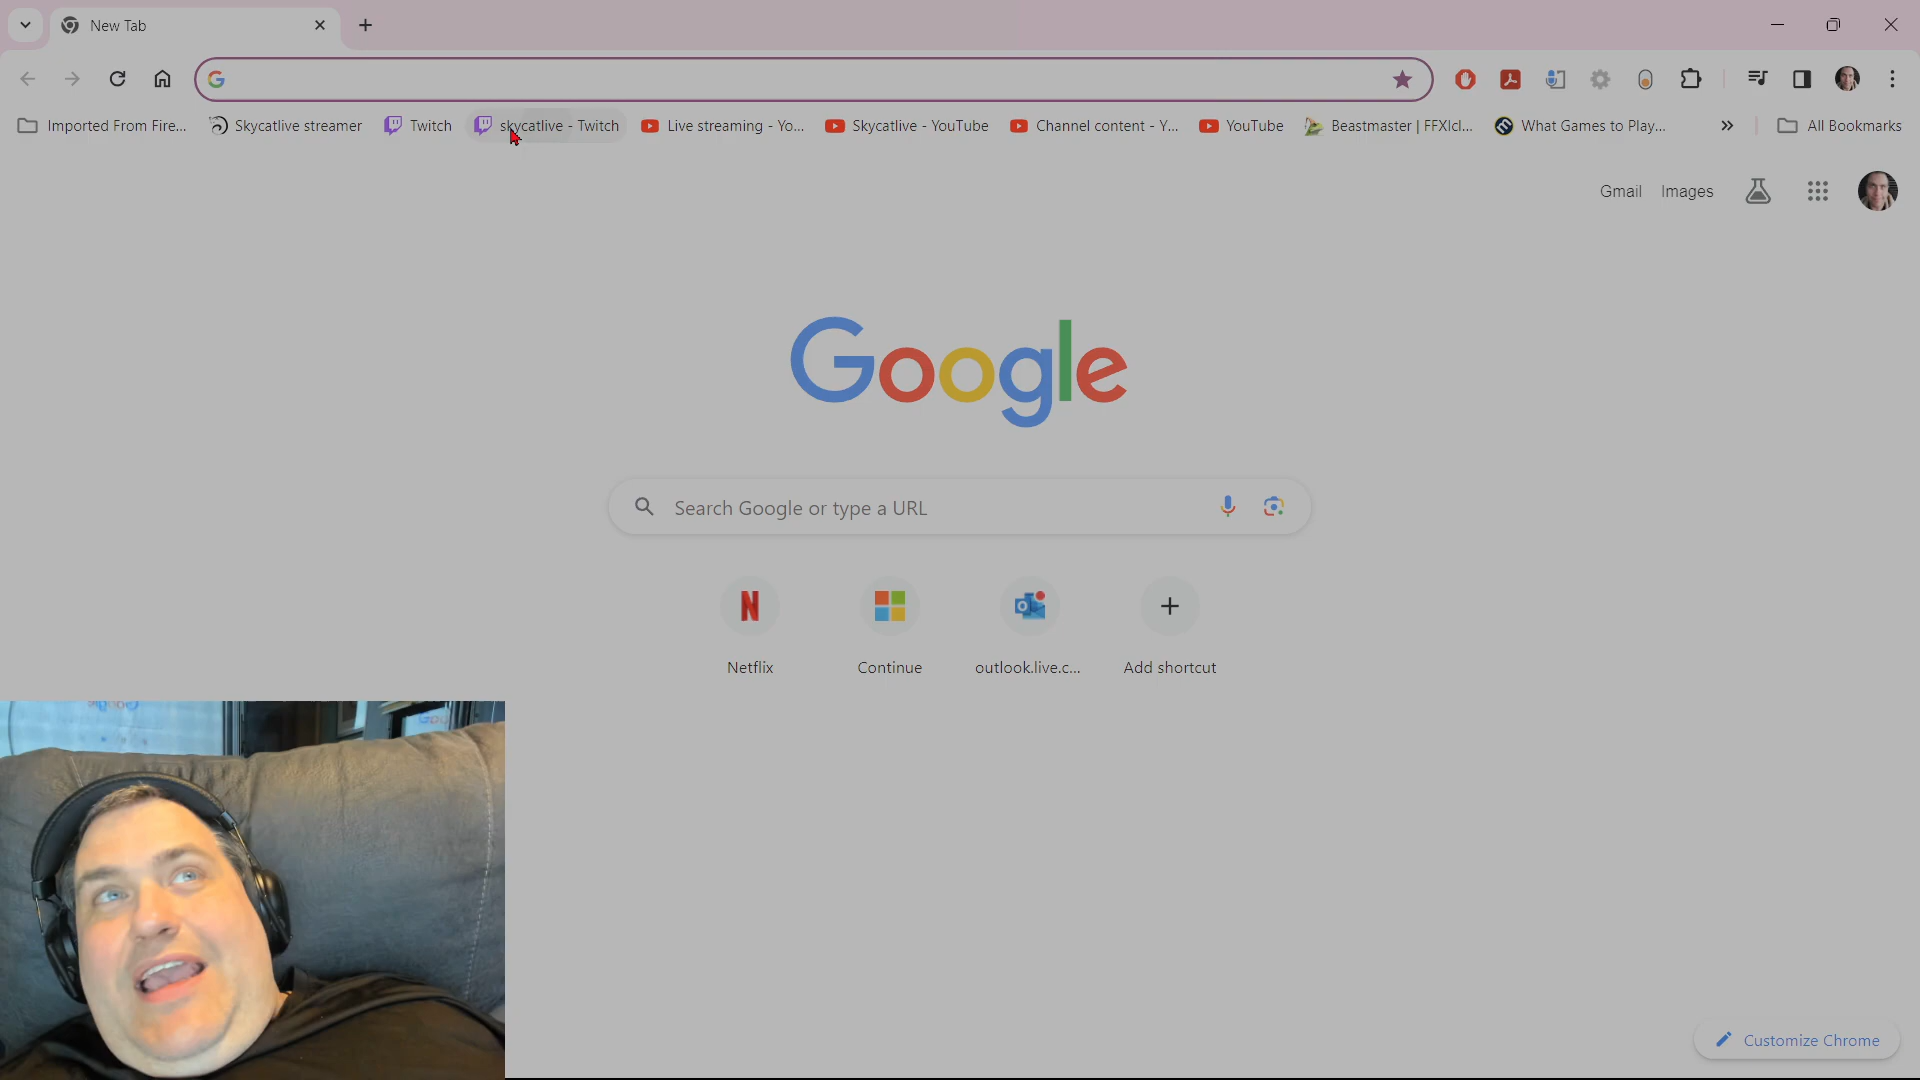 New Tab
Imported From Fire...
Skycatlive streamer
Twitch
skycatlive - Twitch
Live streaming - Yo...
Skycatlive - YouTube
Channel content - Y...
YouTube
Beastmaster | FFXIcl...
What Games to Play...
All Bookmarks
Gmail
Images
Google
Search Google or type a URL
Netflix
Continue
outlook.live.c...
Add shortcut
Customize Chrome